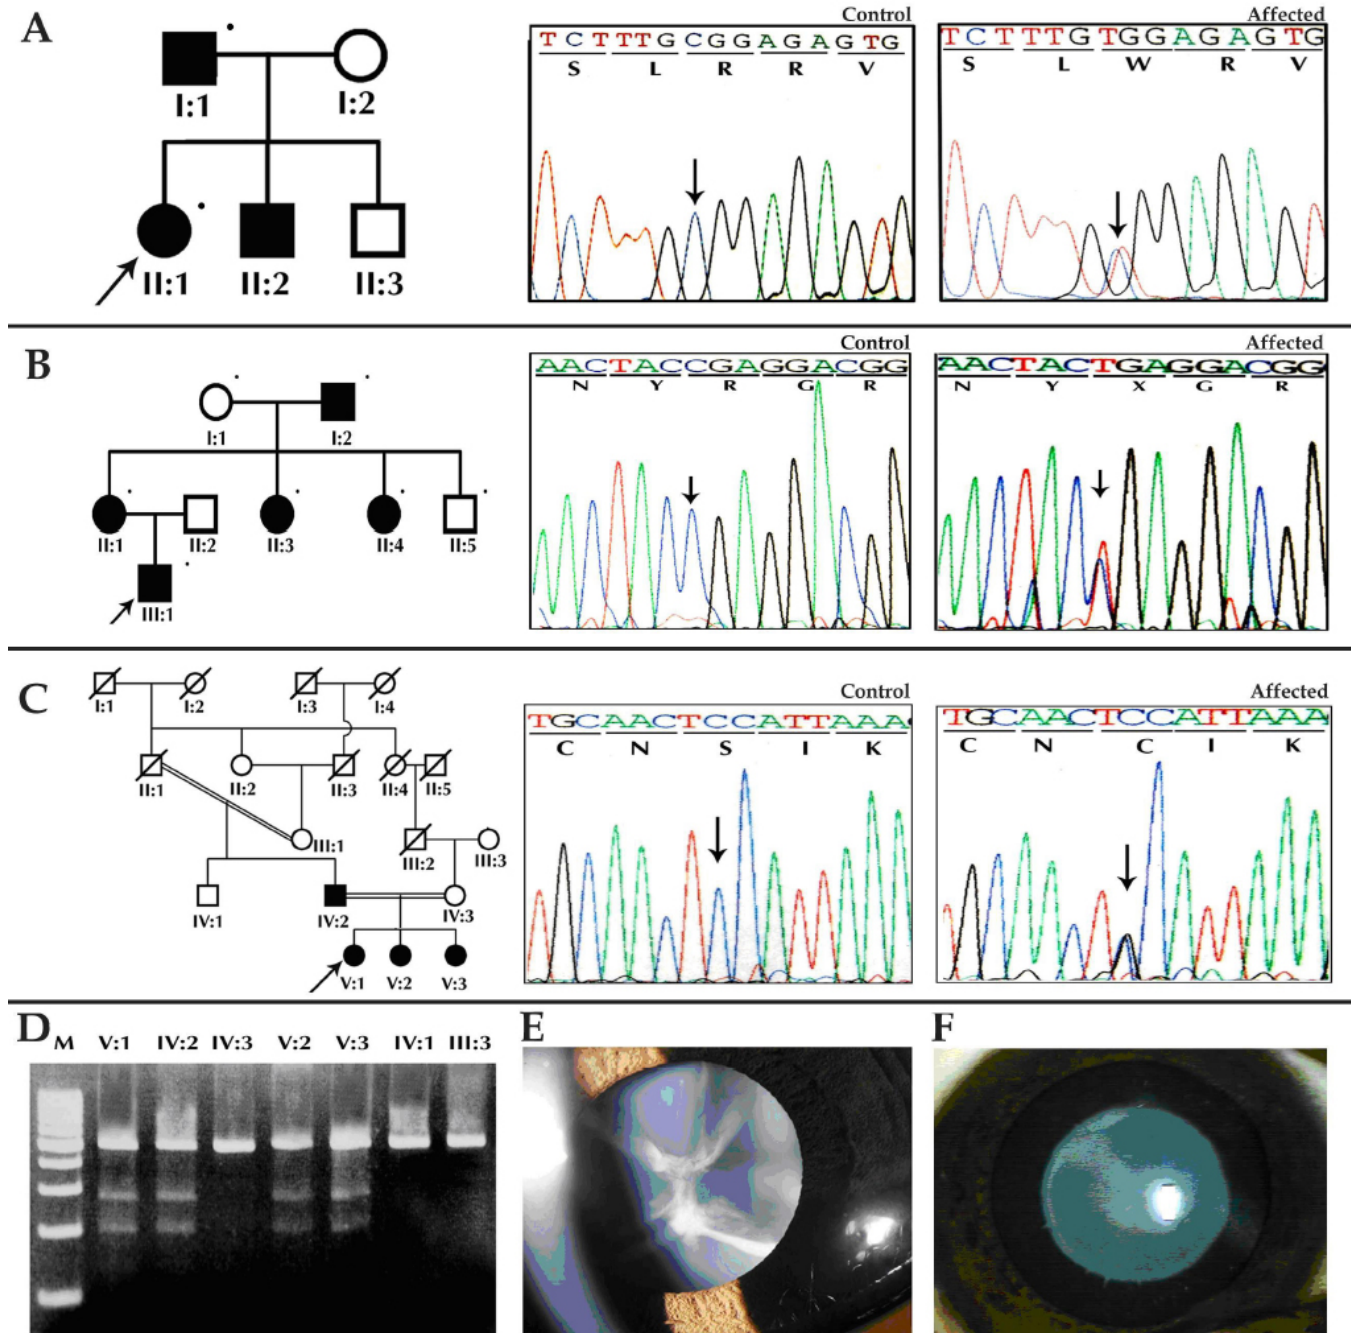 A
I:1
I:2
II:1
II:2
II:3
Control
TCTTTGCGGAGAGTG
S L R R V
Affected
TCTTTGTGGAGAGTG
S L W R V
B
I:1
I:2
II:1
II:2
II:3
II:4
II:5
III:1
Control
AACTACCGAGGACGG
N Y R G R
Affected
AACTACTGAGGACGG
N Y X G R
C
I:1
I:2
I:3
I:4
II:1
II:2
II:3
II:4
II:5
III:1
III:2
III:3
IV:1
IV:2
IV:3
V:1
V:2
V:3
Control
TGCAACTCCATTAAA
C N S I K
Affected
TGCAACTCCATTAAA
C N C I K
D
M V:1 IV:2 IV:3 V:2 V:3 IV:1 III:3
E
F